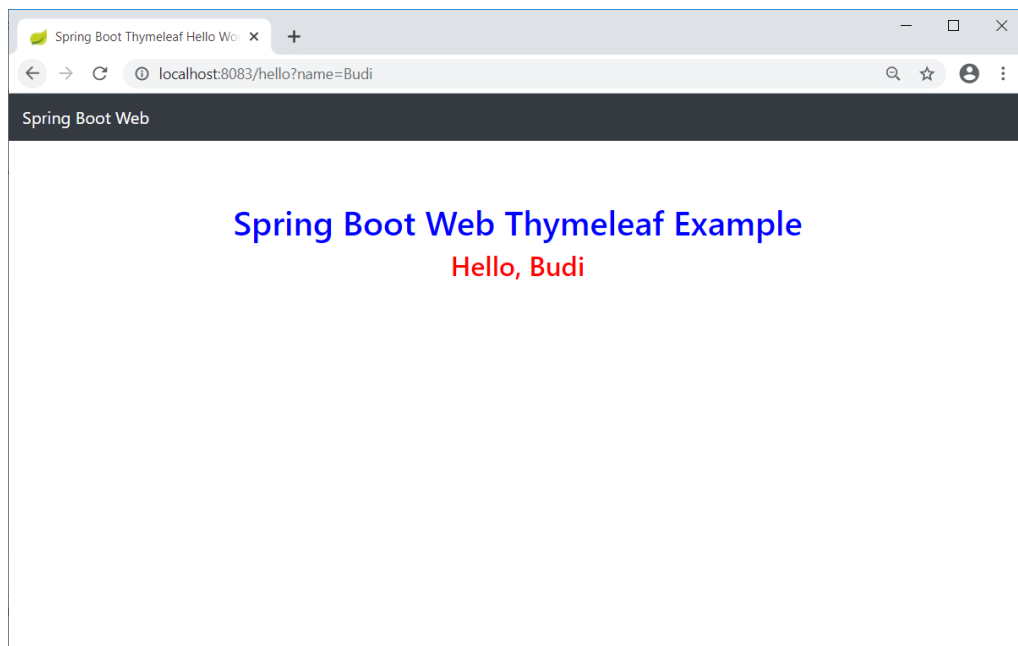 Spring Boot Thymeleaf Hello Wo
localhost:8083/hello?name=Budi
Spring Boot Web
Spring Boot Web Thymeleaf Example
Hello, Budi